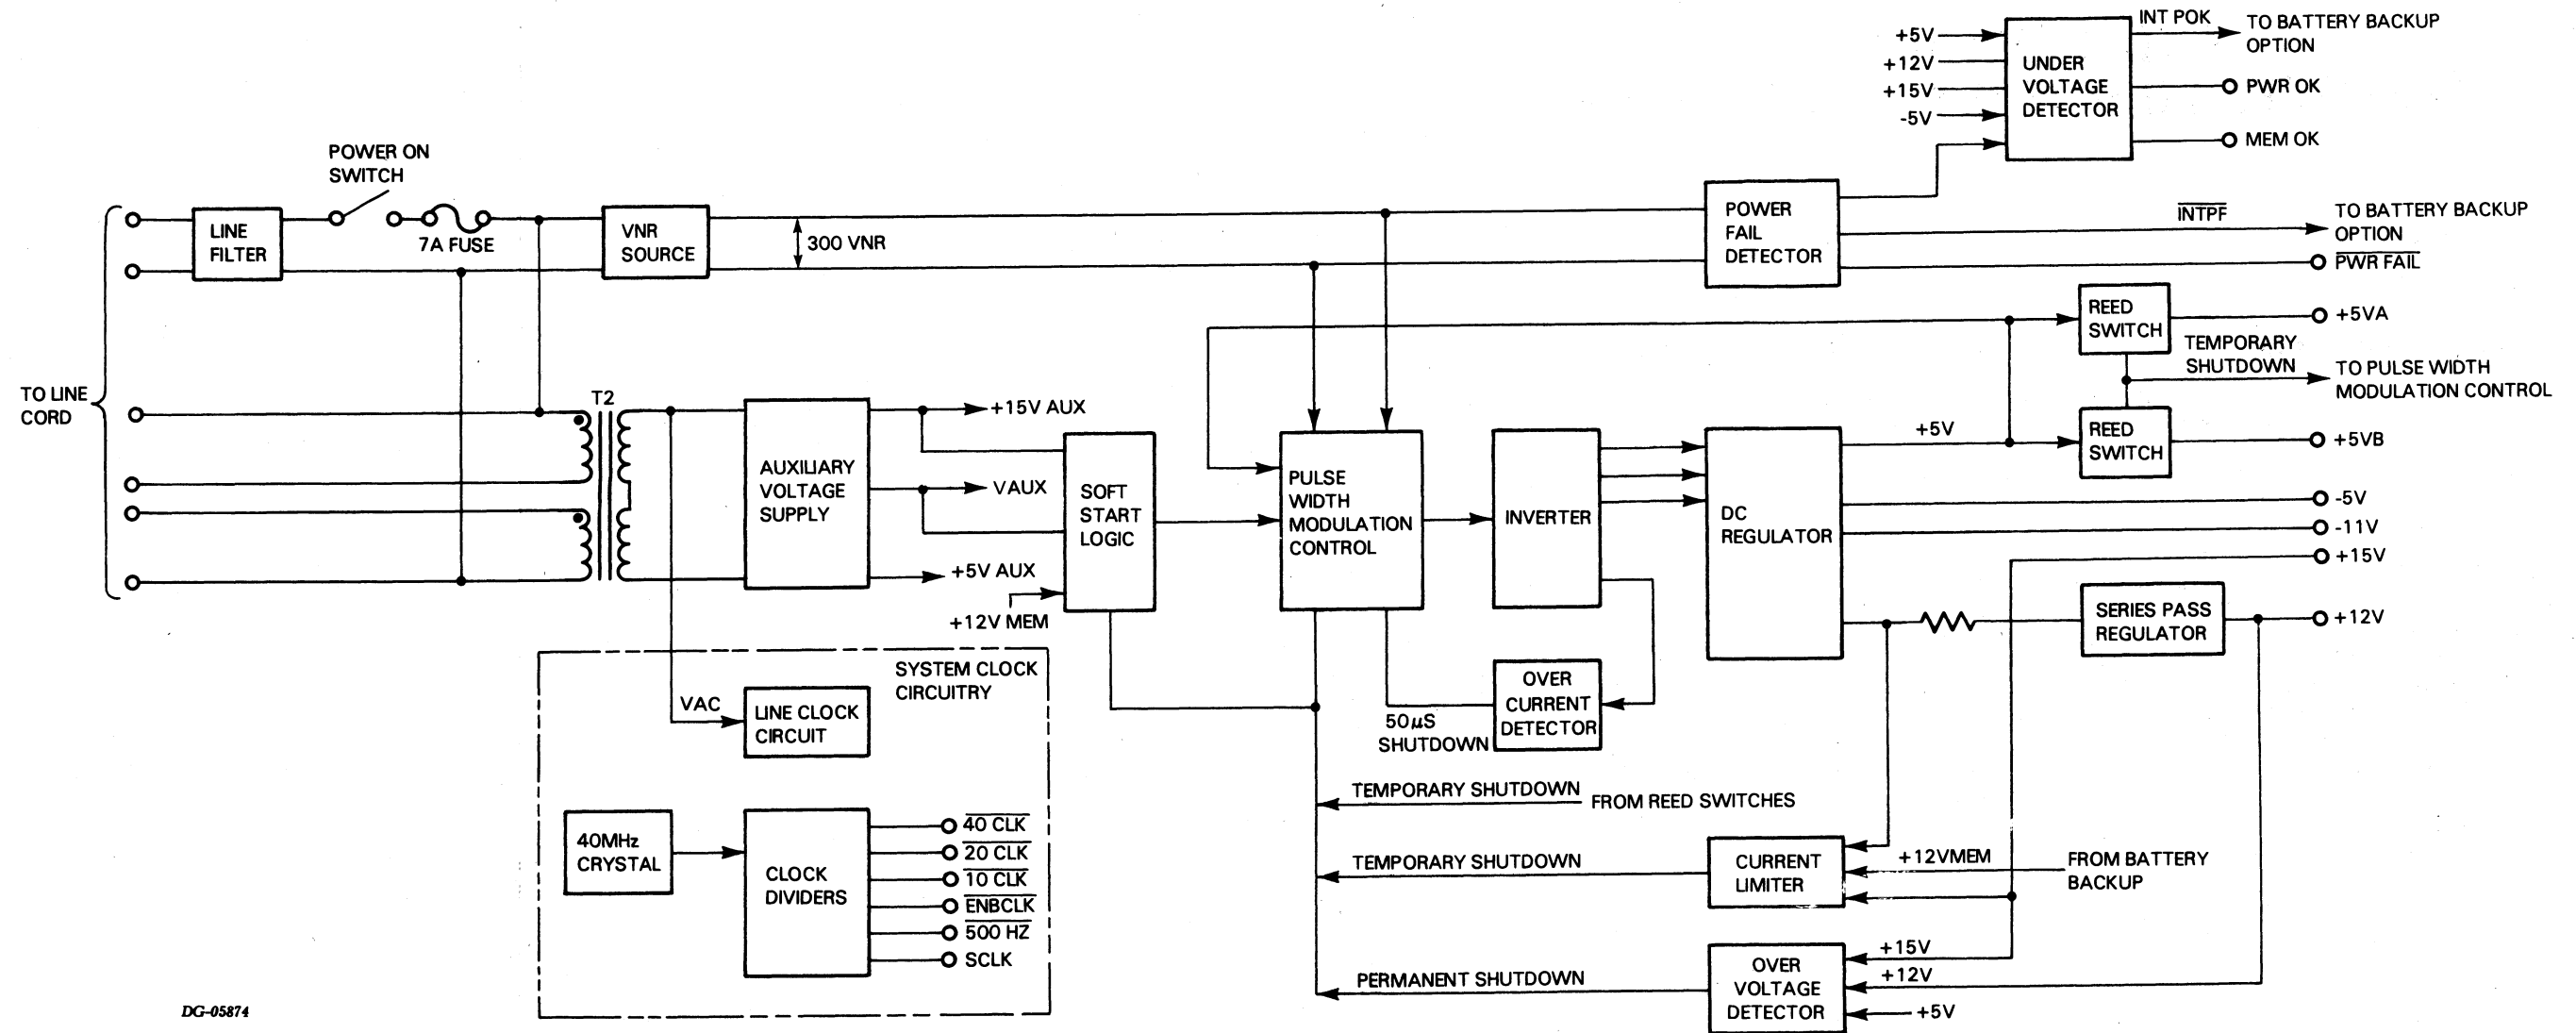 INT POK
TO BATTERY BACKUP
OPTION
+5V
+12V
+15V
-5V
UNDER
VOLTAGE
DETECTOR
PWR OK
MEM OK
POWER ON
SWITCH
LINE
FILTER
7A FUSE
VNR
SOURCE
300 VNR
POWER
FAIL
DETECTOR
INTPF
TO BATTERY BACKUP
OPTION
PWR FAIL
REED
SWITCH
+5VA
TEMPORARY
SHUTDOWN
TO PULSE WIDTH
MODULATION CONTROL
TO LINE
CORD
T2
+15V AUX
AUXILIARY
VOLTAGE
SUPPLY
VAUX
+5V AUX
+12V MEM
SOFT
START
LOGIC
PULSE
WIDTH
MODULATION
CONTROL
INVERTER
DC
REGULATOR
+5V
REED
SWITCH
+5VB
-5V
-11V
+15V
SERIES PASS
REGULATOR
+12V
SYSTEM CLOCK
CIRCUITRY
VAC
LINE CLOCK
CIRCUIT
50µS
SHUTDOWN
OVER
CURRENT
DETECTOR
TEMPORARY SHUTDOWN
FROM REED SWITCHES
40MHz
CRYSTAL
CLOCK
DIVIDERS
40 CLK
20 CLK
10 CLK
ENBCLK
500 HZ
SCLK
TEMPORARY SHUTDOWN
CURRENT
LIMITER
+12VMEM
FROM BATTERY
BACKUP
PERMANENT SHUTDOWN
OVER
VOLTAGE
DETECTOR
+15V
+12V
+5V
DG-05874